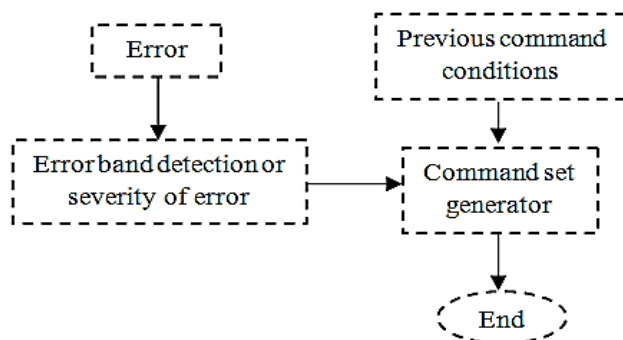 Error
Previous command
conditions
Error band detection or
severity of error
Command set
generator
End